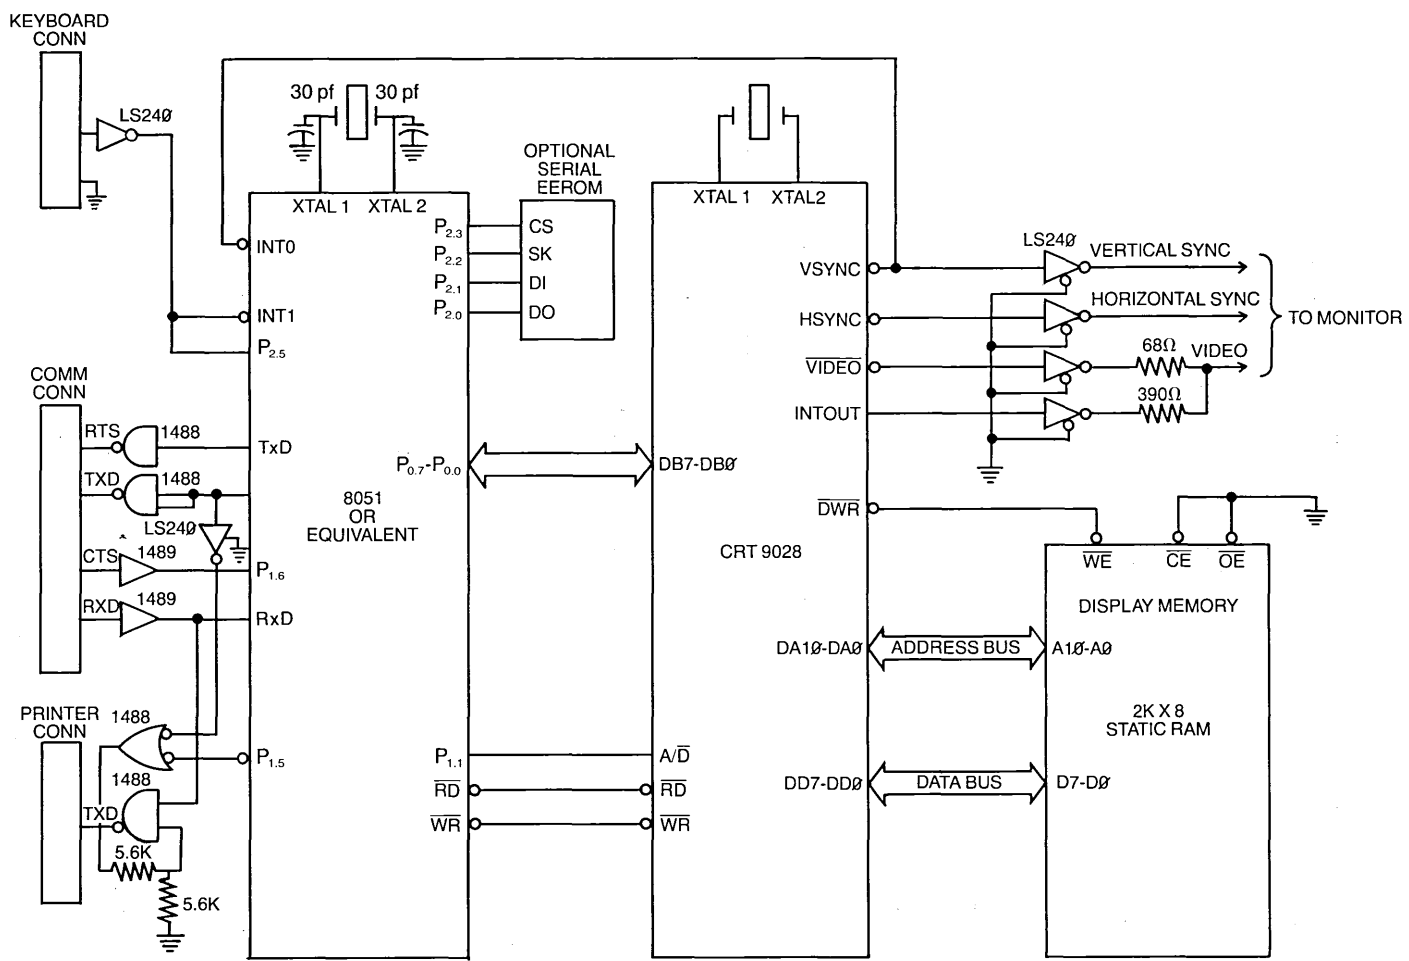 KEYBOARD
CONN
LS240
30 pf
30 pf
XTAL 1
XTAL 2
INT0
INT1
P2.5
P2.3
P2.2
P2.1
P2.0
OPTIONAL
SERIAL
EEROM
CS
SK
DI
DO
XTAL 1
XTAL2
VSYNC
HSYNC
VIDEO
INTOUT
LS240
VERTICAL SYNC
HORIZONTAL SYNC
68Ω
VIDEO
390Ω
TO MONITOR
COMM
CONN
RTS
1488
TxD
TXD
1488
LS240
CTS
1489
P1.6
RXD
1489
RxD
P0.7-P0.0
8051
OR
EQUIVALENT
DB7-DB0
CRT 9028
DWR
WE
CE
OE
DISPLAY MEMORY
DA10-DA0
ADDRESS BUS
A10-A0
2K X 8
STATIC RAM
DD7-DD0
DATA BUS
D7-D0
PRINTER
CONN
1488
P1.5
1488
TXD
5.6K
5.6K
P1.1
A/D
RD
RD
WR
WR